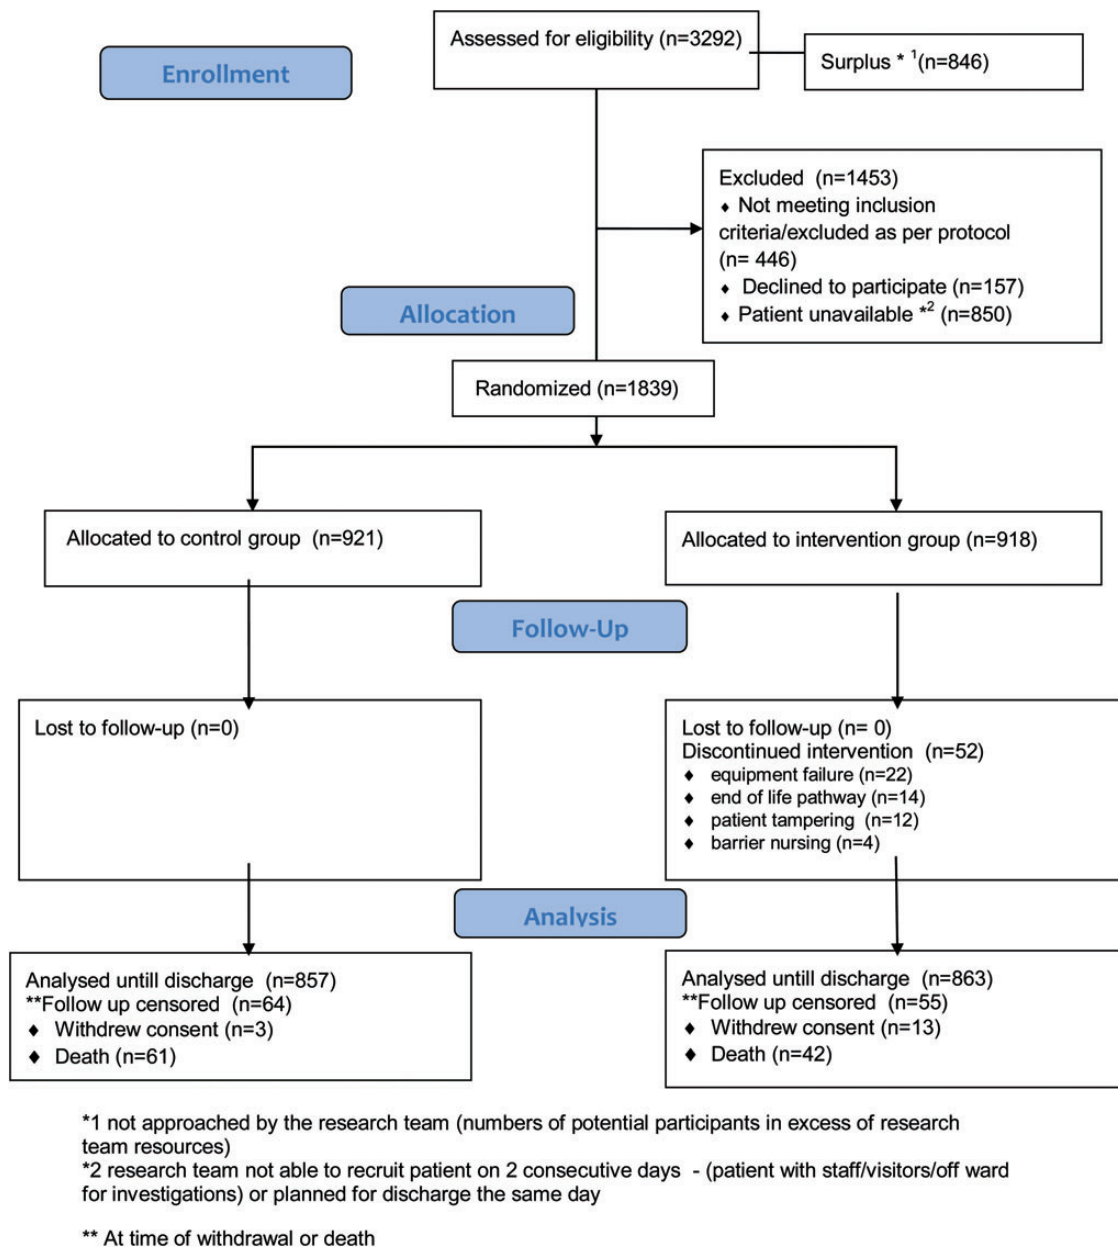 Assessed for eligibility (n=3292)
Surplus * ¹(n=846)
Enrollment
Excluded (n=1453)
♦ Not meeting inclusion
criteria/excluded as per protocol
(n= 446)
♦ Declined to participate (n=157)
♦ Patient unavailable *² (n=850)
Allocation
Randomized (n=1839)
Allocated to control group (n=921)
Allocated to intervention group (n=918)
Follow-Up
Lost to follow-up (n=0)
Lost to follow-up (n= 0)
Discontinued intervention (n=52)
♦ equipment failure (n=22)
♦ end of life pathway (n=14)
♦ patient tampering (n=12)
♦ barrier nursing (n=4)
Analysis
Analysed untill discharge (n=857)
**Follow up censored (n=64)
♦ Withdrew consent (n=3)
♦ Death (n=61)
Analysed untill discharge (n=863)
**Follow up censored (n=55)
♦ Withdrew consent (n=13)
♦ Death (n=42)
*1 not approached by the research team (numbers of potential participants in excess of research
team resources)
*2 research team not able to recruit patient on 2 consecutive days - (patient with staff/visitors/off ward
for investigations) or planned for discharge the same day
** At time of withdrawal or death